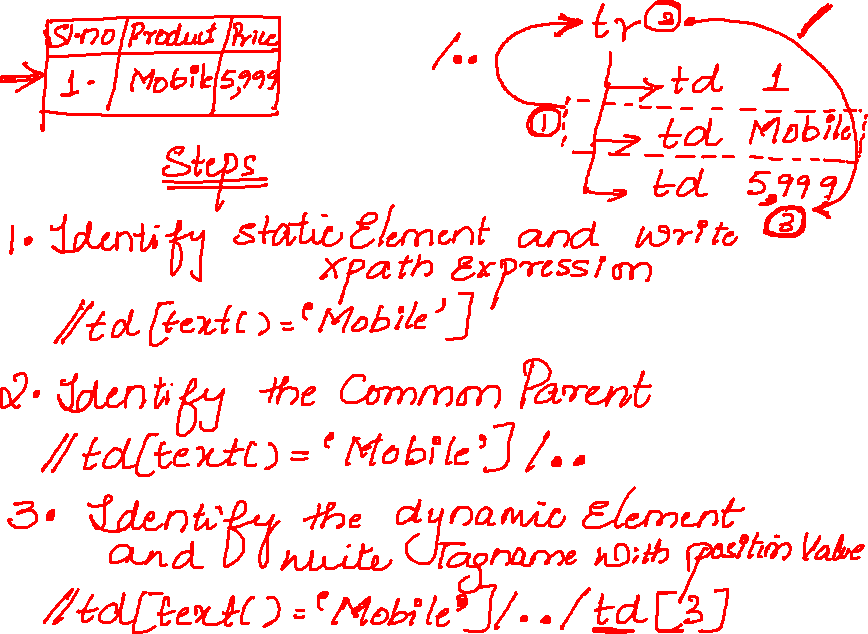 Sl.no Product Price
1. Mobile 5,999
/.. tr 2 /
td 1
1 td Mobile
td 5,999
3
Steps
1. Identify static Element and write
xpath Expression
//td[text()='Mobile']
2. Identify the Common Parent
//td[text()='Mobile']/..
3. Identify the dynamic Element
and write Tagname with position Value
//td[text()='Mobile']/../td[3]